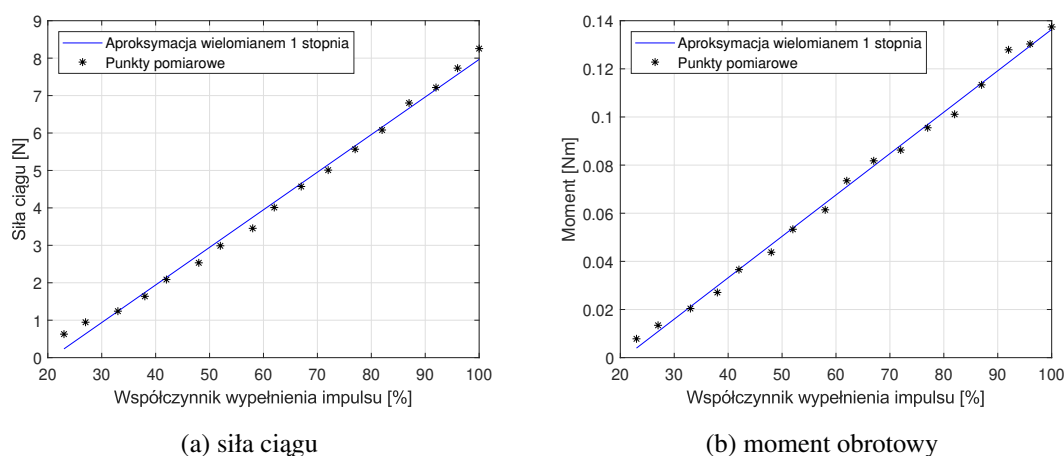 9
8
7
6
5
4
3
2
1
0
Siła ciągu [N]
Aproksymacja wielomianem 1 stopnia
Punkty pomiarowe
20 30 40 50 60 70 80 90 100
Współczynnik wypełnienia impulsu [%]
(a) siła ciągu
0.14
0.12
0.1
0.08
0.06
0.04
0.02
0
Moment [Nm]
Aproksymacja wielomianem 1 stopnia
Punkty pomiarowe
20 30 40 50 60 70 80 90 100
Współczynnik wypełnienia impulsu [%]
(b) moment obrotowy